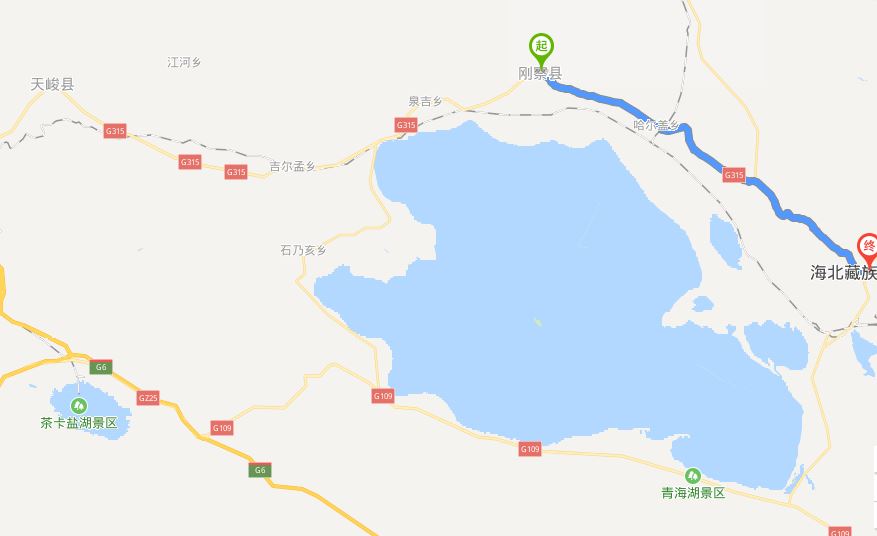 起
刚察县
江河乡
天峻县
泉吉乡
G315
哈尔盖乡
G315
G315
吉尔孟乡
G315
G315
终
石乃亥乡
海北藏族
G6
G109
GZ25
茶卡盐湖景区
G109
G109
G6
青海湖景区
G109